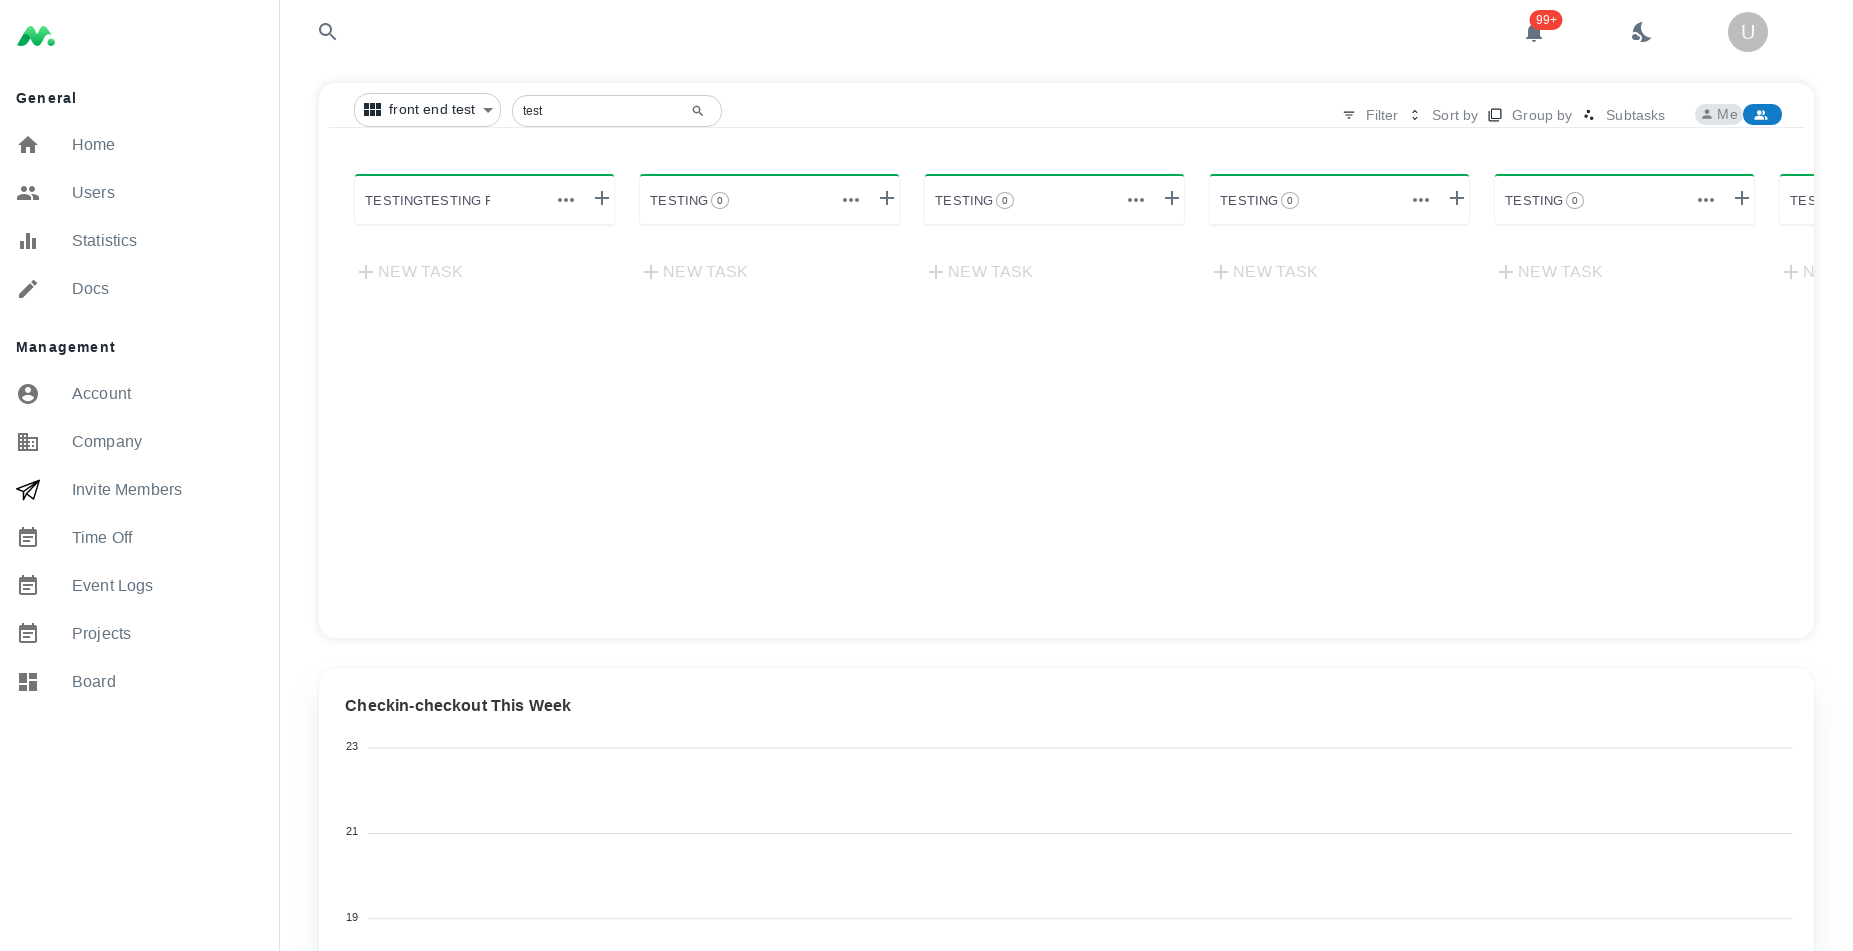 General
Home
Users
Statistics
Docs
Management
Account
Company
Invite Members
Time Off
Event Logs
Projects
Board
99+
U
front end test
test
Filter
Sort by
Group by
Subtasks
Me
TESTINGTESTING
TESTING 0
TESTING 0
TESTING 0
TESTING 0
NEW TASK
NEW TASK
NEW TASK
NEW TASK
NEW TASK
Checkin-checkout This Week
23
21
19